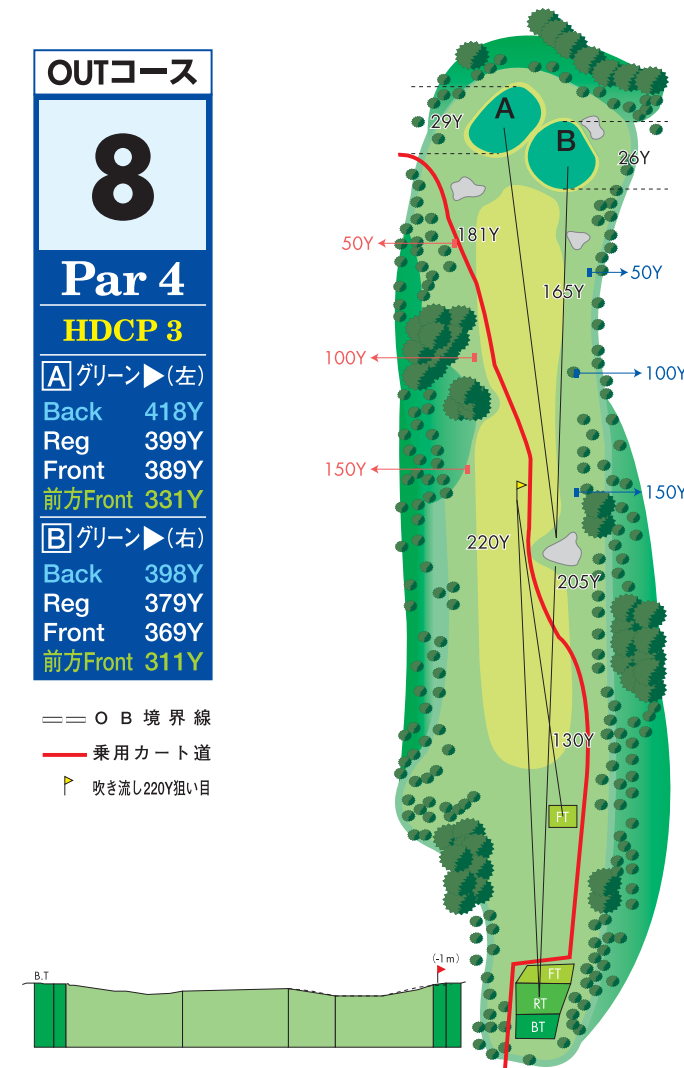 OUTコース
8
Par 4
HDCP 3
A グリーン▶(左)
Back 418Y
Reg 399Y
Front 389Y
前方Front 331Y
B グリーン▶(右)
Back 398Y
Reg 379Y
Front 369Y
前方Front 311Y
OB境界線
乗用カート道
吹き流し220Y狙い目
A
B
29Y
26Y
181Y
50Y
50Y
165Y
100Y
100Y
150Y
150Y
220Y
205Y
130Y
FT
FT
RT
BT
B.T
(-1m)